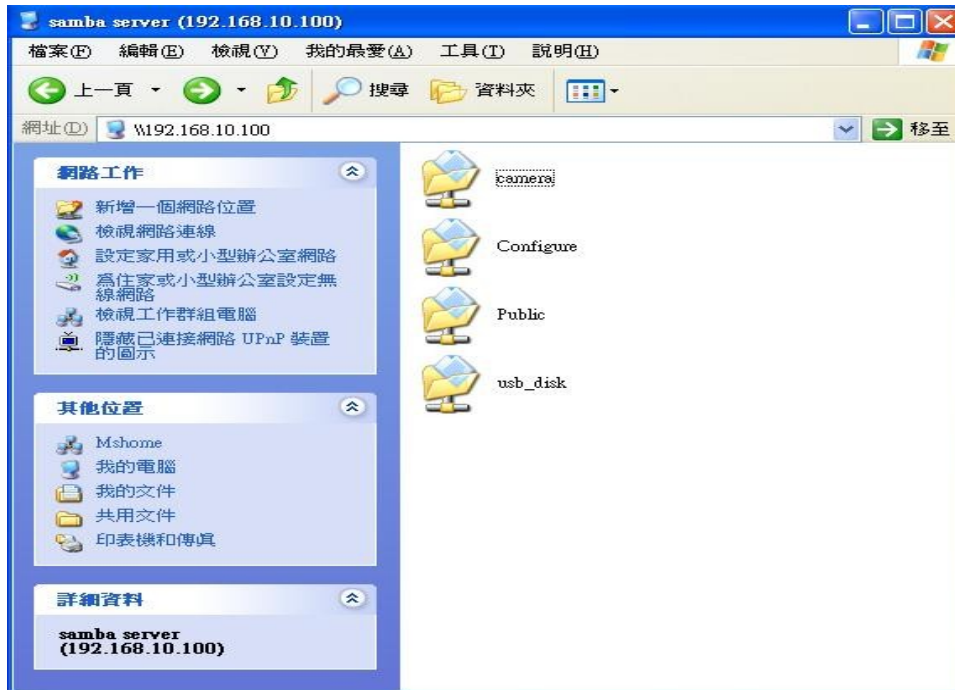 samba server (192.168.10.100)
檔案(F) 編輯(E) 檢視(V) 我的最愛(A) 工具(T) 說明(H)
上一頁 搜尋 資料夾
網址(D) \\192.168.10.100 移至
網路工作
新增一個網路位置
檢視網路連線
設定家用或小型辦公室網路
為住家或小型辦公室設定無
線網路
檢視工作群組電腦
隱藏已連接網路 UPnP 裝置
的圖示
其他位置
Mshome
我的電腦
我的文件
共用文件
印表機和傳真
詳細資料
samba server
(192.168.10.100)
camera
Configure
Public
usb_disk